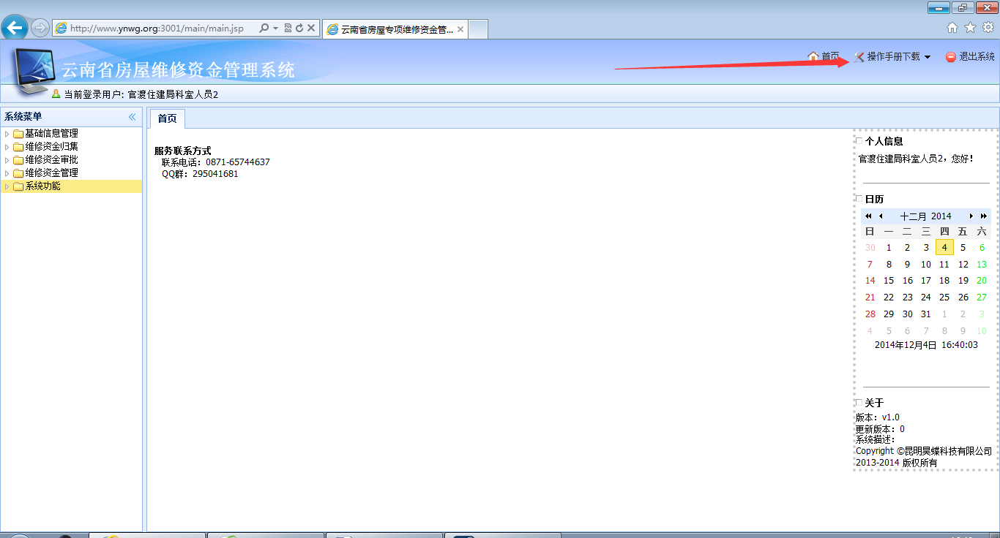 http://www.ynwg.org:3001/main/main.jsp
云南省房屋专项维修资金管...
云南省房屋维修资金管理系统
首页
操作手册下载
退出系统
当前登录用户: 官渡住建局科室人员2
系统菜单
基础信息管理
维修资金归集
维修资金审批
维修资金管理
系统功能
首页
服务联系方式
联系电话: 0871-65744637
QQ群: 295041681
个人信息
官渡住建局科室人员2, 您好!
日历
十二月 2014
日 一 二 三 四 五 六
30 1 2 3 4 5 6
7 8 9 10 11 12 13
14 15 16 17 18 19 20
21 22 23 24 25 26 27
28 29 30 31 1 2 3
4 5 6 7 8 9 10
2014年12月4日 16:40:03
关于
版本: v1.0
更新版本: 0
系统描述:
Copyright ©昆明昊蝶科技有限公司
2013-2014 版权所有